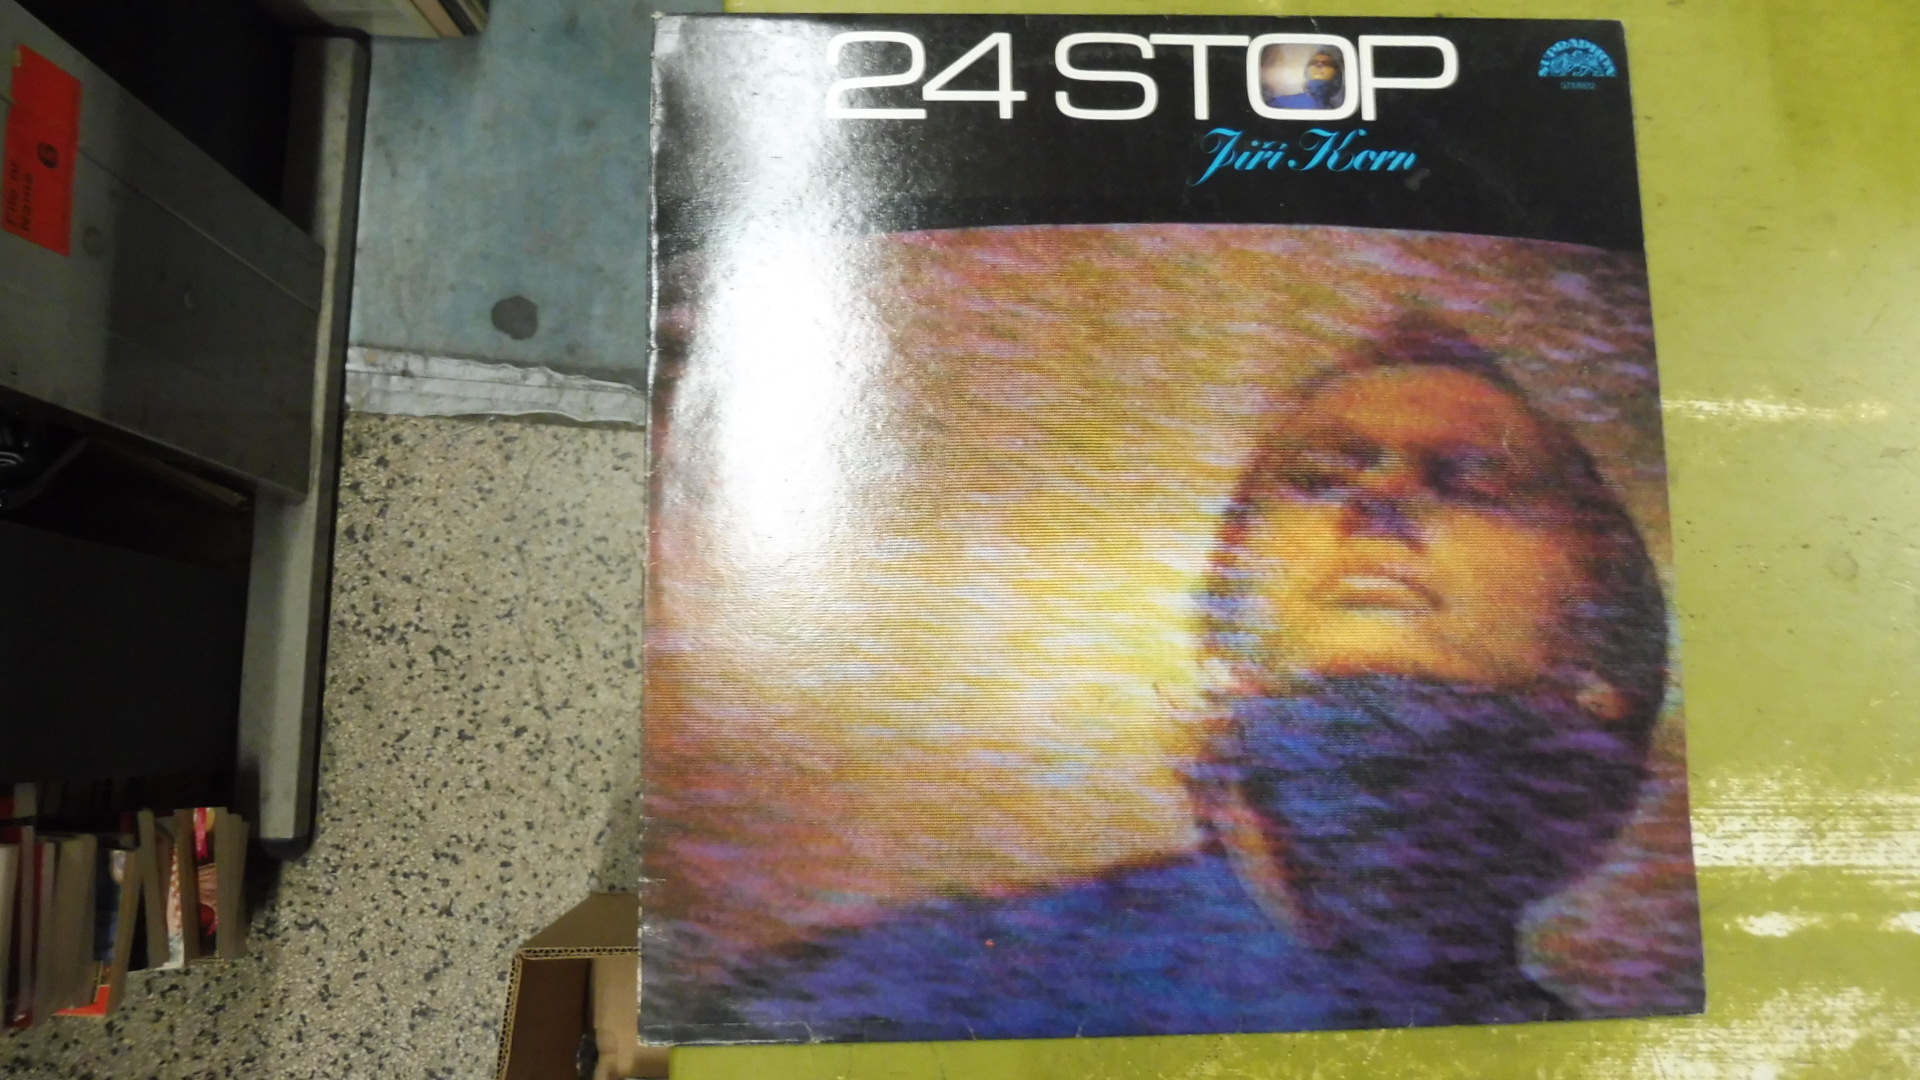 24 STOP
Jiří Korn
SUPRAPHON
STEREO